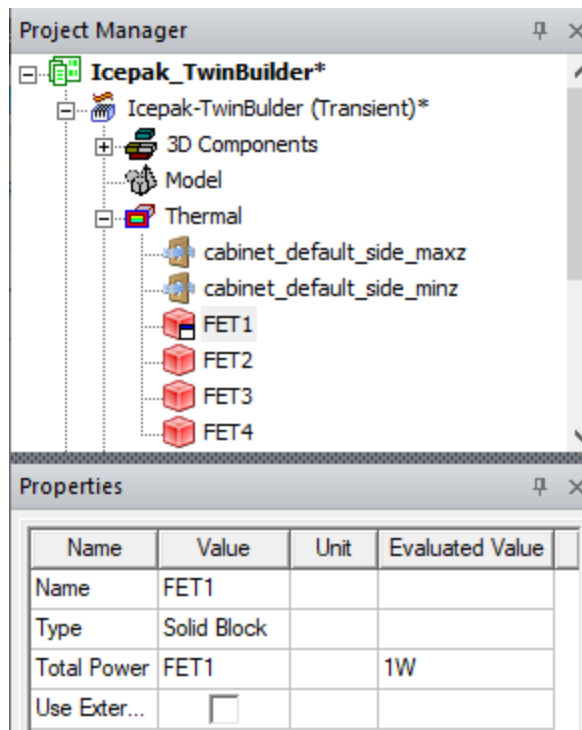 Project Manager
Icepak_TwinBuilder*
Icepak-TwinBulder (Transient)*
3D Components
Model
Thermal
cabinet_default_side_maxz
cabinet_default_side_minz
FET1
FET2
FET3
FET4
Properties
Name Value Unit Evaluated Value
Name FET1
Type Solid Block
Total Power FET1 1W
Use Exter...